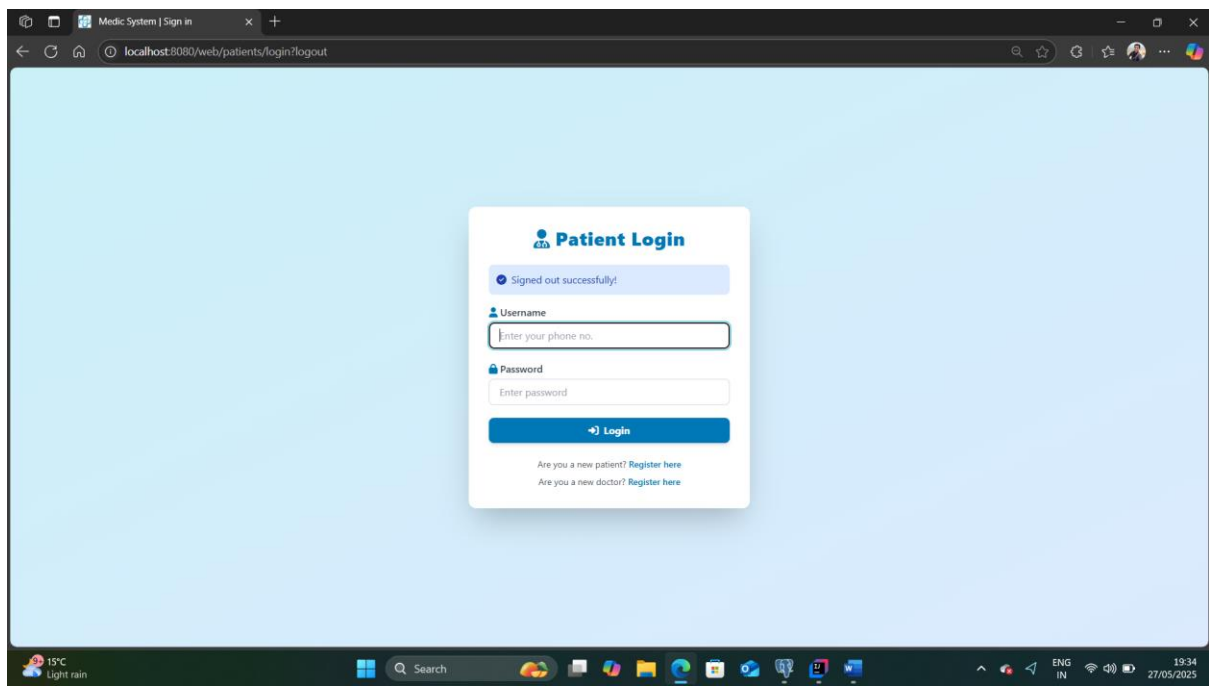 Medic System | Sign in
localhost:8080/web/patients/login?logout
Patient Login
Signed out successfully!
Username
Enter your phone no.
Password
Enter password
Login
Are you a new patient? Register here
Are you a new doctor? Register here
9+
15°C
Light rain
Search
ENG
IN
19:34
27/05/2025